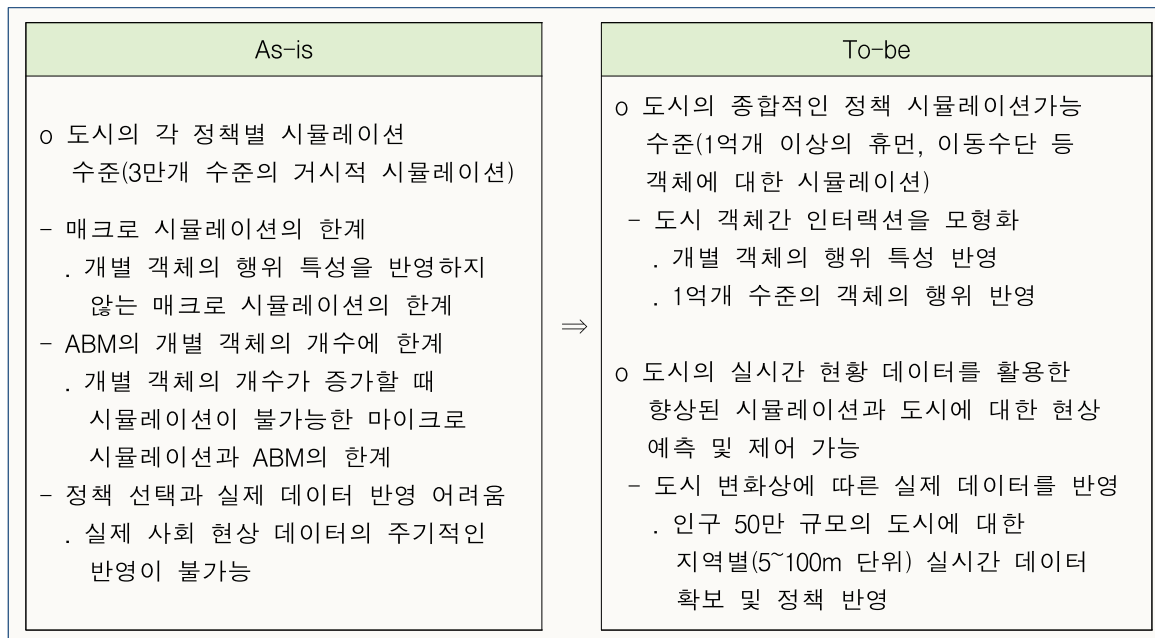 As-is
o 도시의 각 정책별 시뮬레이션
수준(3만개 수준의 거시적 시뮬레이션)
- 매크로 시뮬레이션의 한계
. 개별 객체의 행위 특성을 반영하지
않는 매크로 시뮬레이션의 한계
- ABM의 개별 객체의 개수에 한계
. 개별 객체의 개수가 증가할 때
시뮬레이션이 불가능한 마이크로
시뮬레이션과 ABM의 한계
- 정책 선택과 실제 데이터 반영 어려움
. 실제 사회 현상 데이터의 주기적인
반영이 불가능
⇒
To-be
o 도시의 종합적인 정책 시뮬레이션가능
수준(1억개 이상의 휴먼, 이동수단 등
객체에 대한 시뮬레이션)
- 도시 객체간 인터랙션을 모형화
. 개별 객체의 행위 특성 반영
. 1억개 수준의 객체의 행위 반영
o 도시의 실시간 현황 데이터를 활용한
향상된 시뮬레이션과 도시에 대한 현상
예측 및 제어 가능
- 도시 변화상에 따른 실제 데이터를 반영
. 인구 50만 규모의 도시에 대한
지역별(5~100m 단위) 실시간 데이터
확보 및 정책 반영